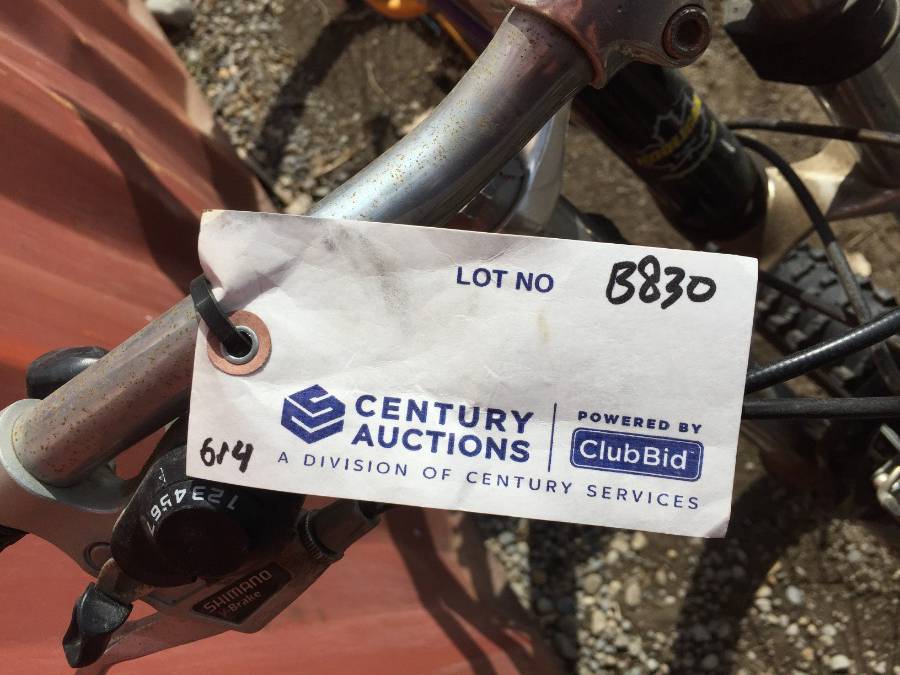 LOT NO B830
CENTURY
AUCTIONS
A DIVISION OF CENTURY SERVICES
POWERED BY
ClubBid
614
1234567
SHIMANO
V-Brake